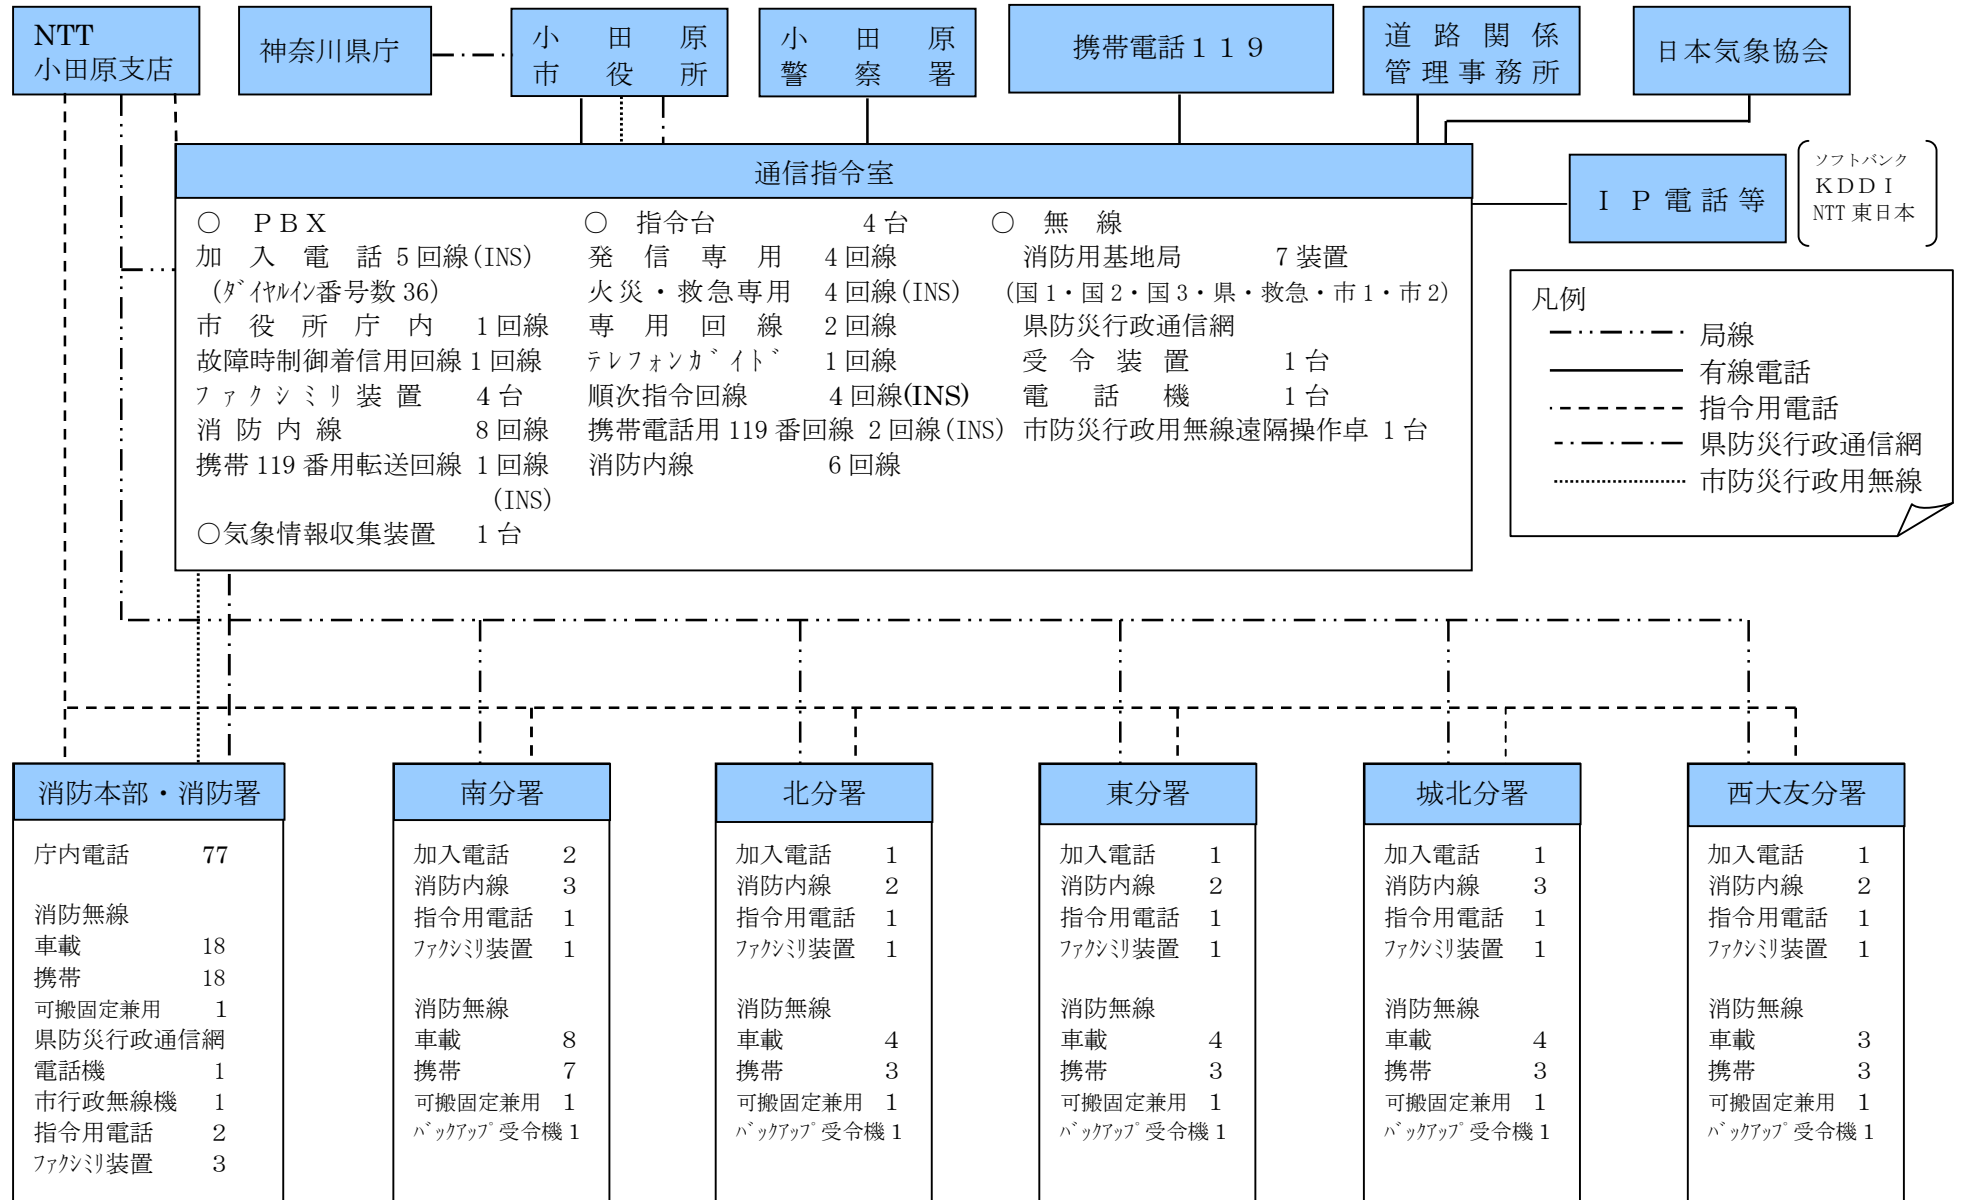 NTT
小田原支店
神奈川県庁
小田原
市役所
小田原
警察署
携帯電話119
道路関係
管理事務所
日本気象協会
通信指令室
IP電話等
ソフトバンク
KDDI
NTT東日本
○ PBX
加入電話 5回線(INS)
(ﾀﾞｲﾔﾙｲﾝ番号数36)
市役所庁内 1回線
故障時制御着信用回線 1回線
ファクシミリ装置 4台
消防内線 8回線
携帯119番用転送回線 1回線
(INS)
○気象情報収集装置 1台
○ 指令台 4台
発信専用 4回線
火災・救急専用 4回線(INS)
専用回線 2回線
ﾃﾚﾌｫﾝｶﾞｲﾄﾞ 1回線
順次指令回線 4回線(INS)
携帯電話用119番回線 2回線(INS)
消防内線 6回線
○ 無線
消防用基地局 7装置
(国1・国2・国3・県・救急・市1・市2)
県防災行政通信網
受令装置 1台
電話機 1台
市防災行政用無線遠隔操作卓 1台
凡例
局線
有線電話
指令用電話
県防災行政通信網
市防災行政用無線
消防本部・消防署
庁内電話 77
消防無線
車載 18
携帯 18
可搬固定兼用 1
県防災行政通信網
電話機 1
市行政無線機 1
指令用電話 2
ﾌｧｸｼﾐﾘ装置 3
南分署
加入電話 2
消防内線 3
指令用電話 1
ﾌｧｸｼﾐﾘ装置 1
消防無線
車載 8
携帯 7
可搬固定兼用 1
ﾊﾞｯｸｱｯﾌﾟ受令機 1
北分署
加入電話 1
消防内線 2
指令用電話 1
ﾌｧｸｼﾐﾘ装置 1
消防無線
車載 4
携帯 3
可搬固定兼用 1
ﾊﾞｯｸｱｯﾌﾟ受令機 1
東分署
加入電話 1
消防内線 2
指令用電話 1
ﾌｧｸｼﾐﾘ装置 1
消防無線
車載 4
携帯 3
可搬固定兼用 1
ﾊﾞｯｸｱｯﾌﾟ受令機 1
城北分署
加入電話 1
消防内線 3
指令用電話 1
ﾌｧｸｼﾐﾘ装置 1
消防無線
車載 4
携帯 3
可搬固定兼用 1
ﾊﾞｯｸｱｯﾌﾟ受令機 1
西大友分署
加入電話 1
消防内線 2
指令用電話 1
ﾌｧｸｼﾐﾘ装置 1
消防無線
車載 3
携帯 3
可搬固定兼用 1
ﾊﾞｯｸｱｯﾌﾟ受令機 1